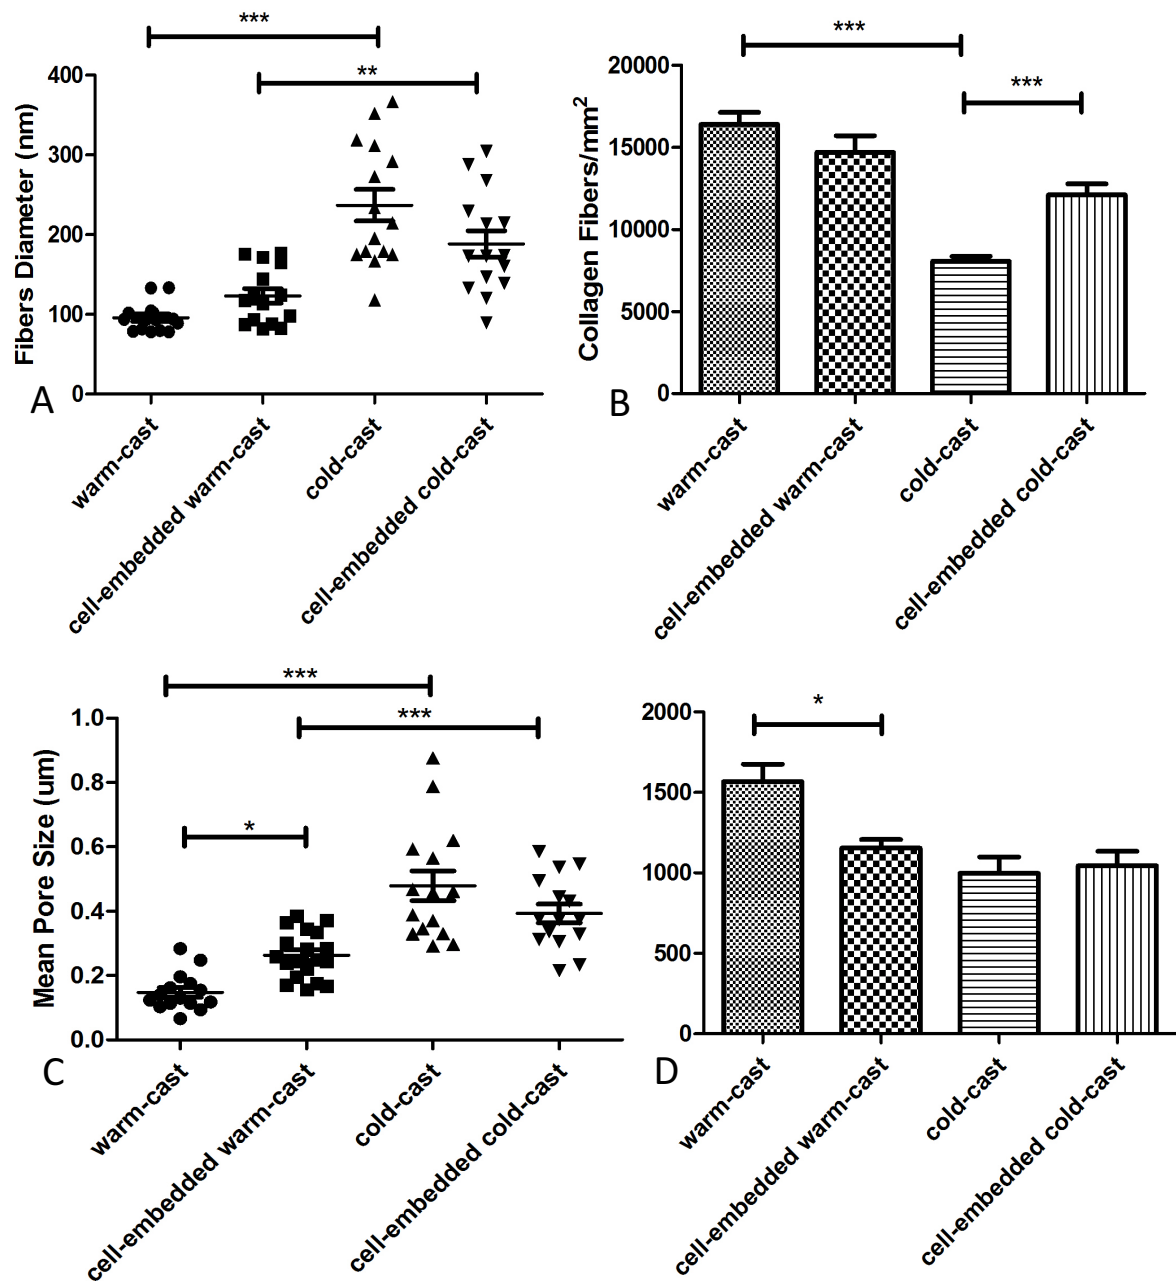 ***
**
400
300
200
100
0
Fibers Diameter (nm)
A
warm-cast
cell-embedded warm-cast
cold-cast
cell-embedded cold-cast
***
***
20000
15000
10000
5000
0
Collagen Fibers/mm²
B
warm-cast
cell-embedded warm-cast
cold-cast
cell-embedded cold-cast
***
***
*
1.0
0.8
0.6
0.4
0.2
0.0
Mean Pore Size (um)
C
warm-cast
cell-embedded warm-cast
cold-cast
cell-embedded cold-cast
*
2000
1500
1000
500
0
D
warm-cast
cell-embedded warm-cast
cold-cast
cell-embedded cold-cast